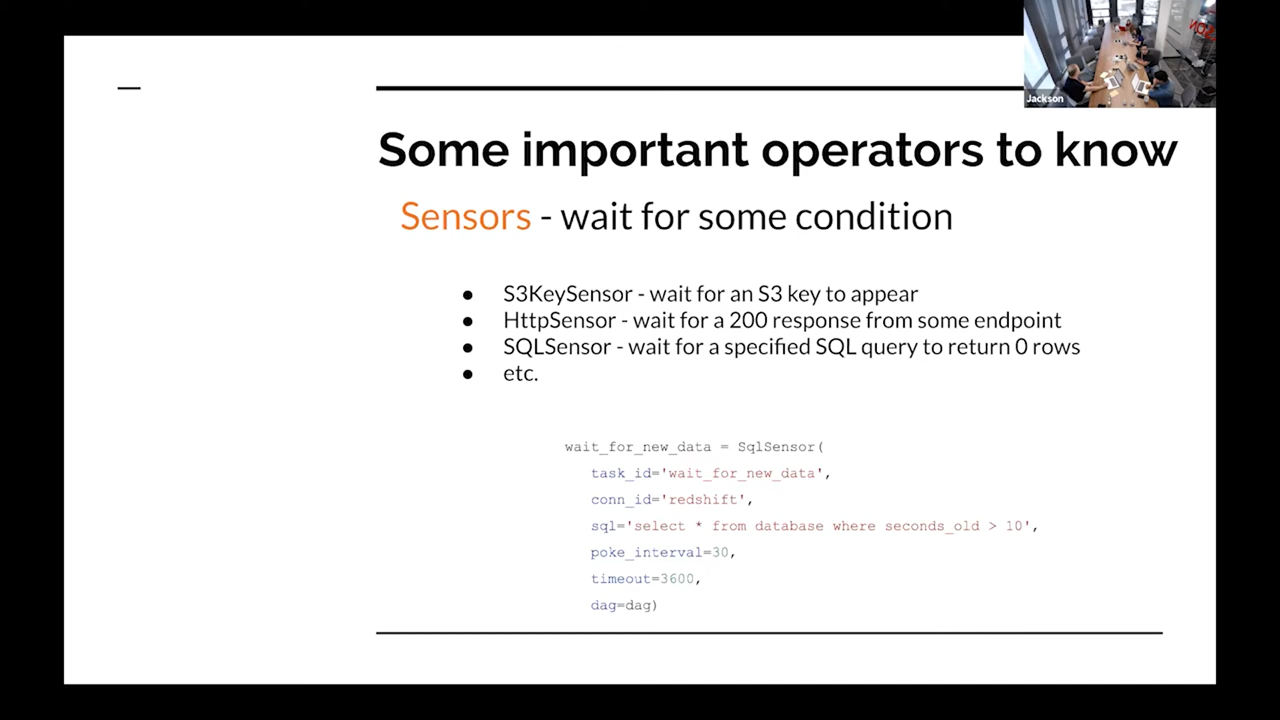 Jackson
Some important operators to know
Sensors - wait for some condition
● S3KeySensor - wait for an S3 key to appear
● HttpSensor - wait for a 200 response from some endpoint
● SQLSensor - wait for a specified SQL query to return 0 rows
● etc.
wait_for_new_data = SqlSensor(
task_id='wait_for_new_data',
conn_id='redshift',
sql='select * from database where seconds_old > 10',
poke_interval=30,
timeout=3600,
dag=dag)